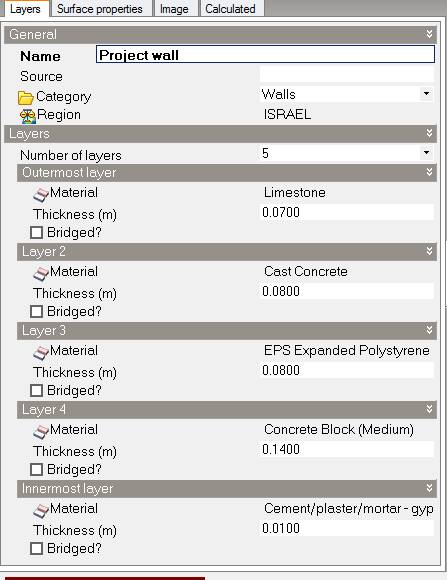 Layers Surface properties Image Calculated
General
Name Project wall
Source
Category Walls
Region ISRAEL
Layers
Number of layers 5
Outermost layer
Material Limestone
Thickness (m) 0.0700
Bridged?
Layer 2
Material Cast Concrete
Thickness (m) 0.0800
Bridged?
Layer 3
Material EPS Expanded Polystyrene
Thickness (m) 0.0800
Bridged?
Layer 4
Material Concrete Block (Medium)
Thickness (m) 0.1400
Bridged?
Innermost layer
Material Cement/plaster/mortar - gyp
Thickness (m) 0.0100
Bridged?